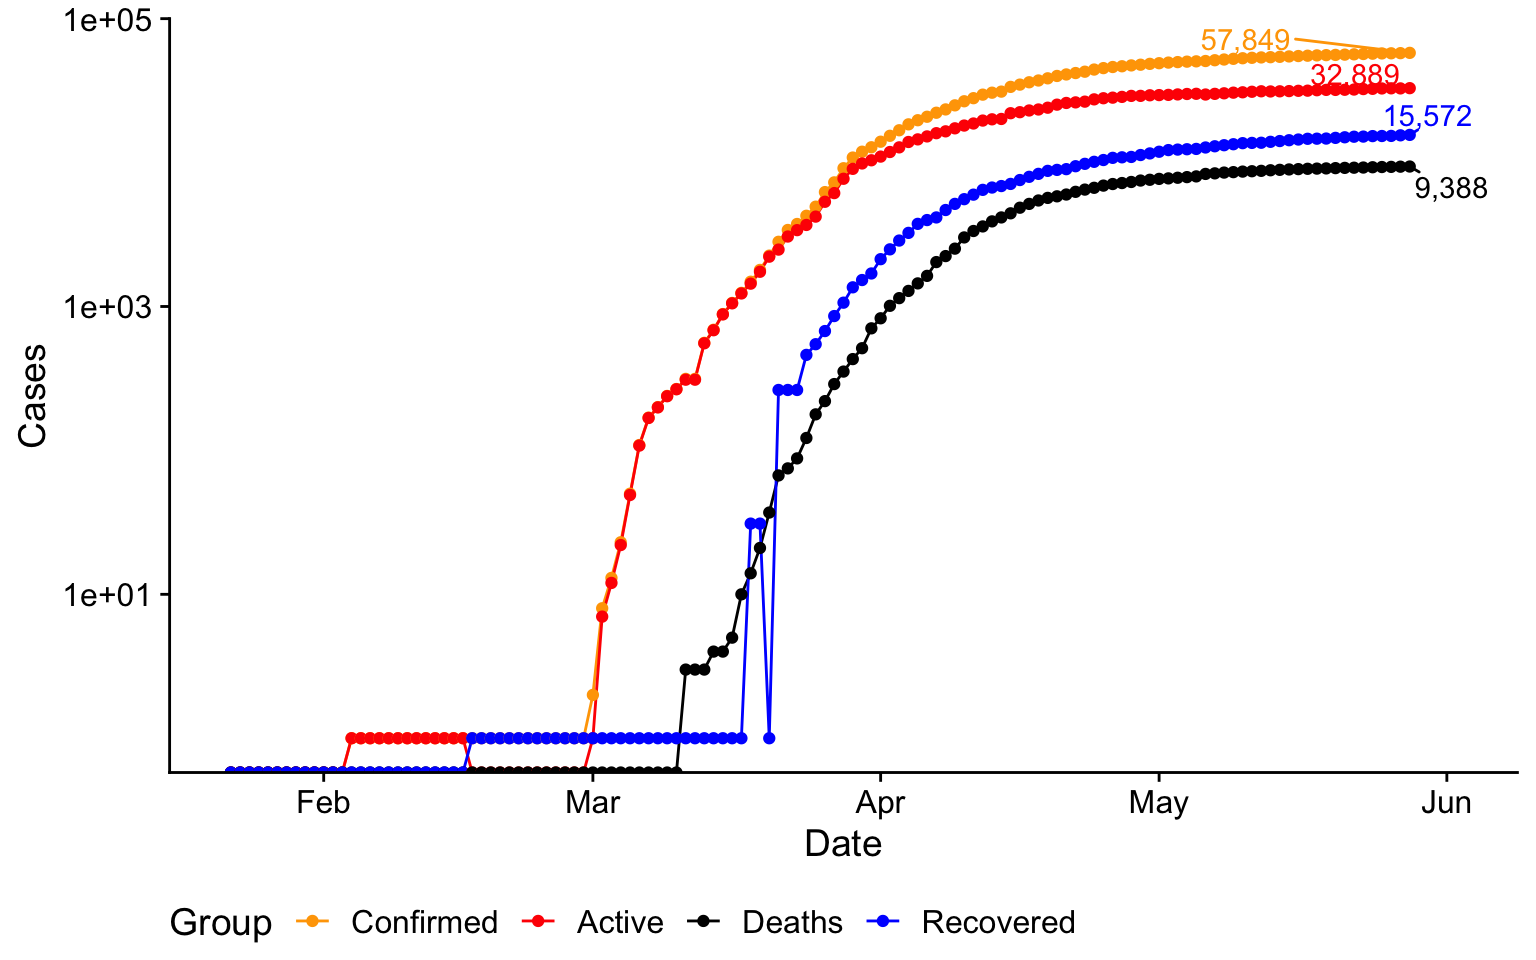 1e+05
1e+03
1e+01
Cases
57,849
32,889
15,572
9,388
Feb Mar Apr May Jun
Date
Group Confirmed Active Deaths Recovered